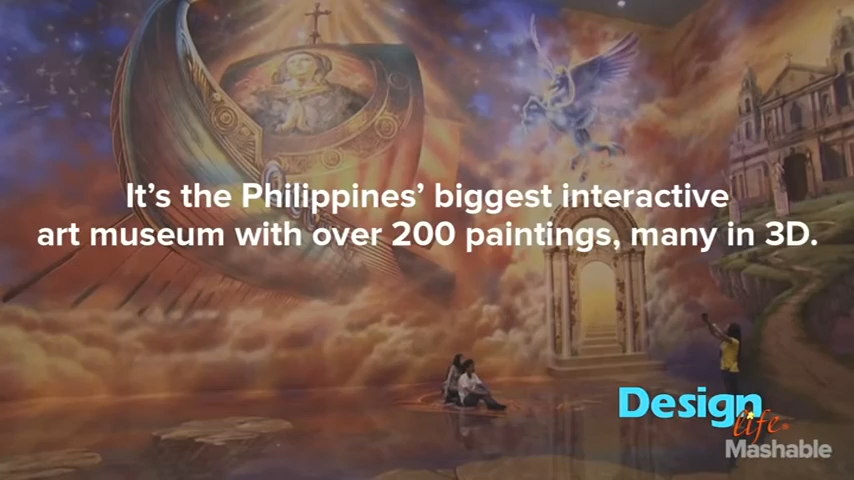 It's the Philippines' biggest interactive
art museum with over 200 paintings, many in 3D.
Design
life
Mashable